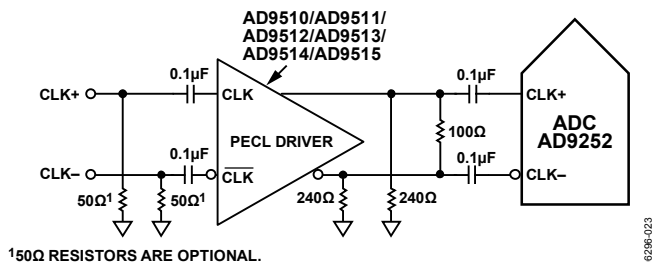 AD9510/AD9511/
AD9512/AD9513/
AD9514/AD9515
0.1µF
0.1µF
CLK+
CLK
CLK+
PECL DRIVER
100Ω
ADC
AD9252
0.1µF
0.1µF
CLK–
CLK
CLK–
50Ω1
50Ω1
240Ω
240Ω
150Ω RESISTORS ARE OPTIONAL.
6296-023